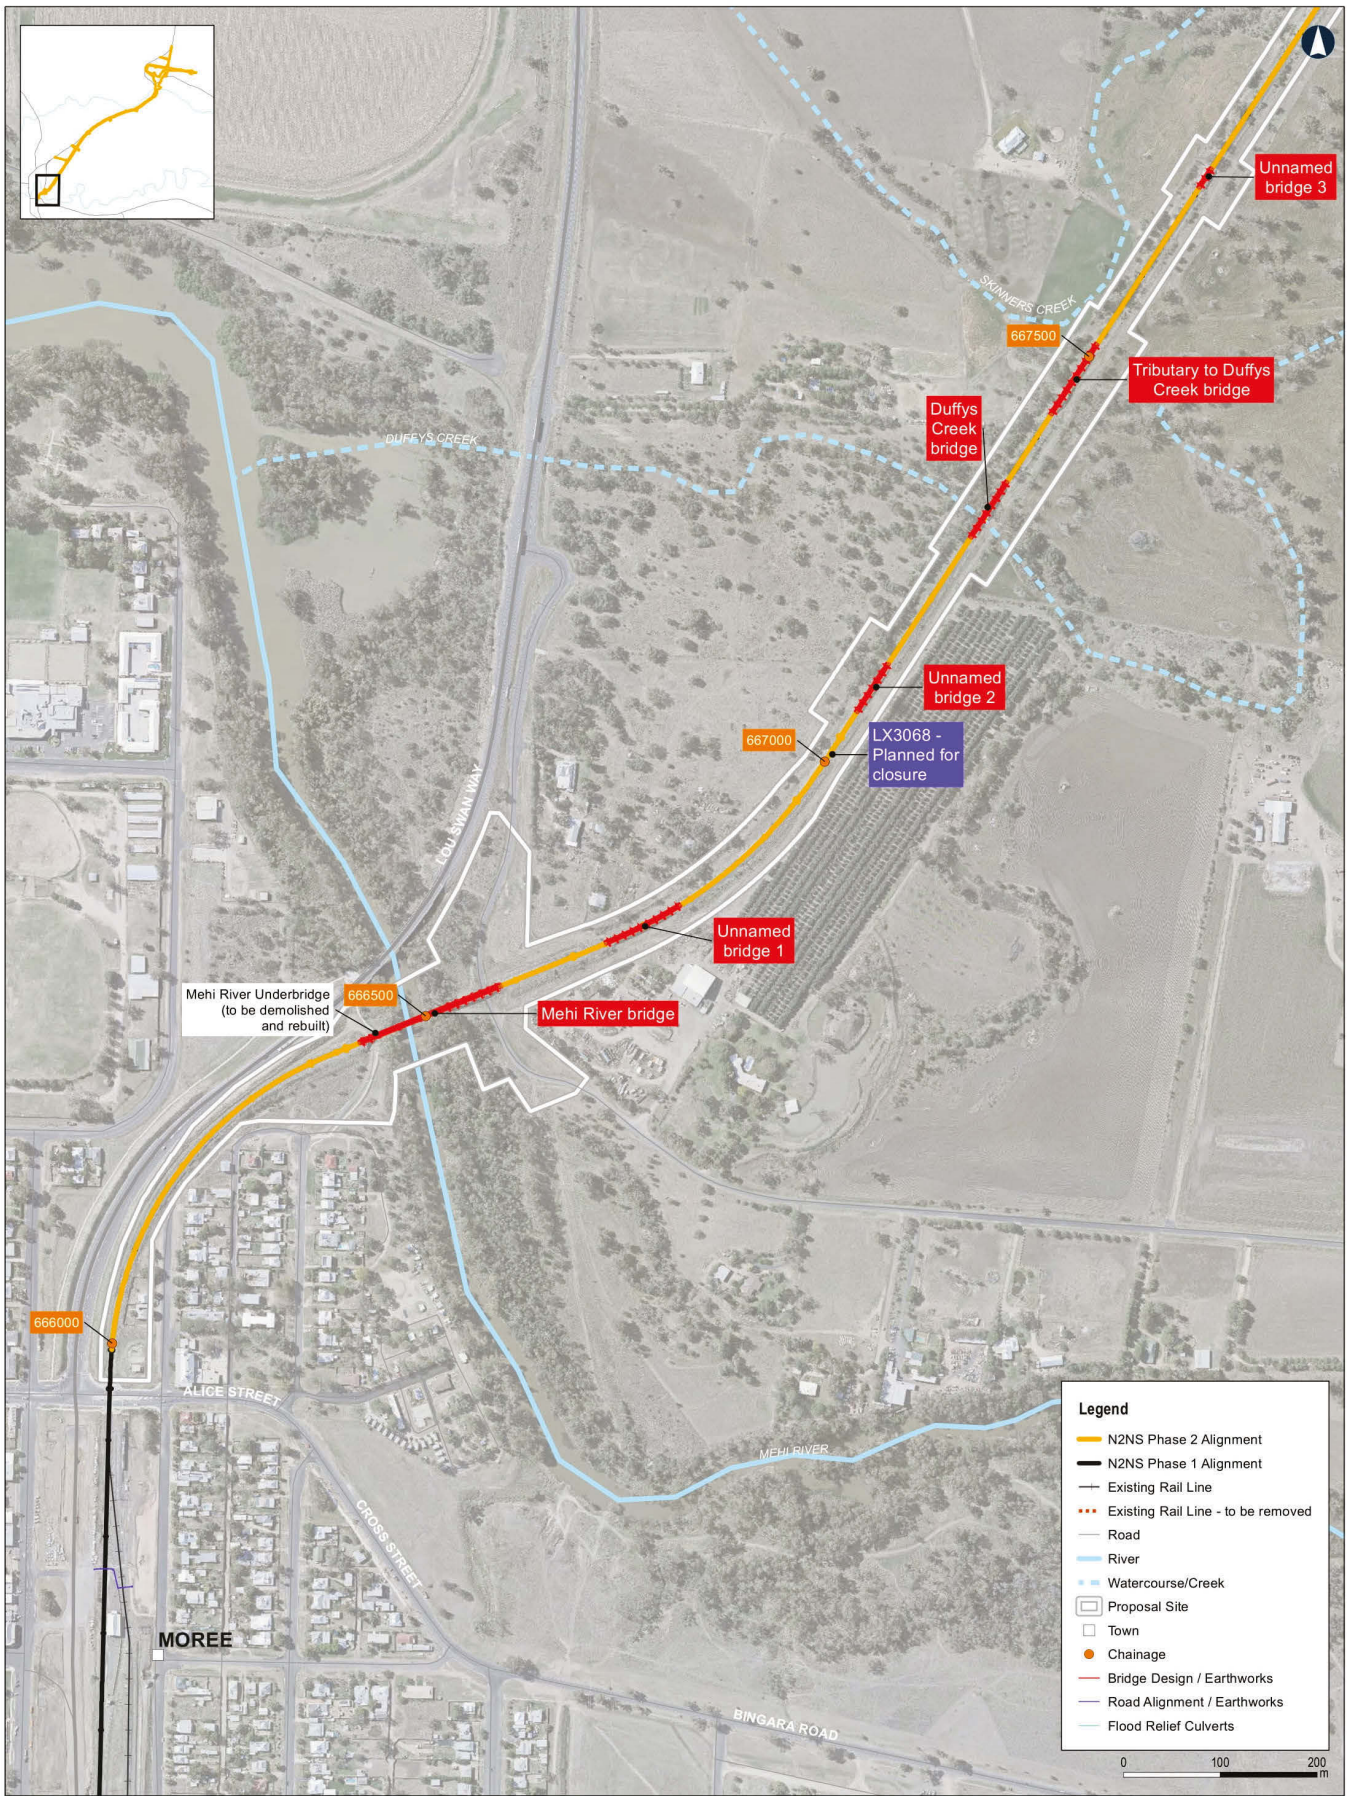 Unnamed
bridge 3
SKINNERS CREEK
667500
Tributary to Duffys
Creek bridge
Duffys
Creek
bridge
DUFFYS CREEK
Unnamed
bridge 2
667000
LX3068 -
Planned for
closure
LOU SWAN WAY
Unnamed
bridge 1
Mehi River Underbridge
(to be demolished
and rebuilt)
666500
Mehi River bridge
666000
ALICE STREET
MEHI RIVER
CROSS STREET
MOREE
BINGARA ROAD
Legend
N2NS Phase 2 Alignment
N2NS Phase 1 Alignment
Existing Rail Line
Existing Rail Line - to be removed
Road
River
Watercourse/Creek
Proposal Site
Town
Chainage
Bridge Design / Earthworks
Road Alignment / Earthworks
Flood Relief Culverts
0 100 200
m